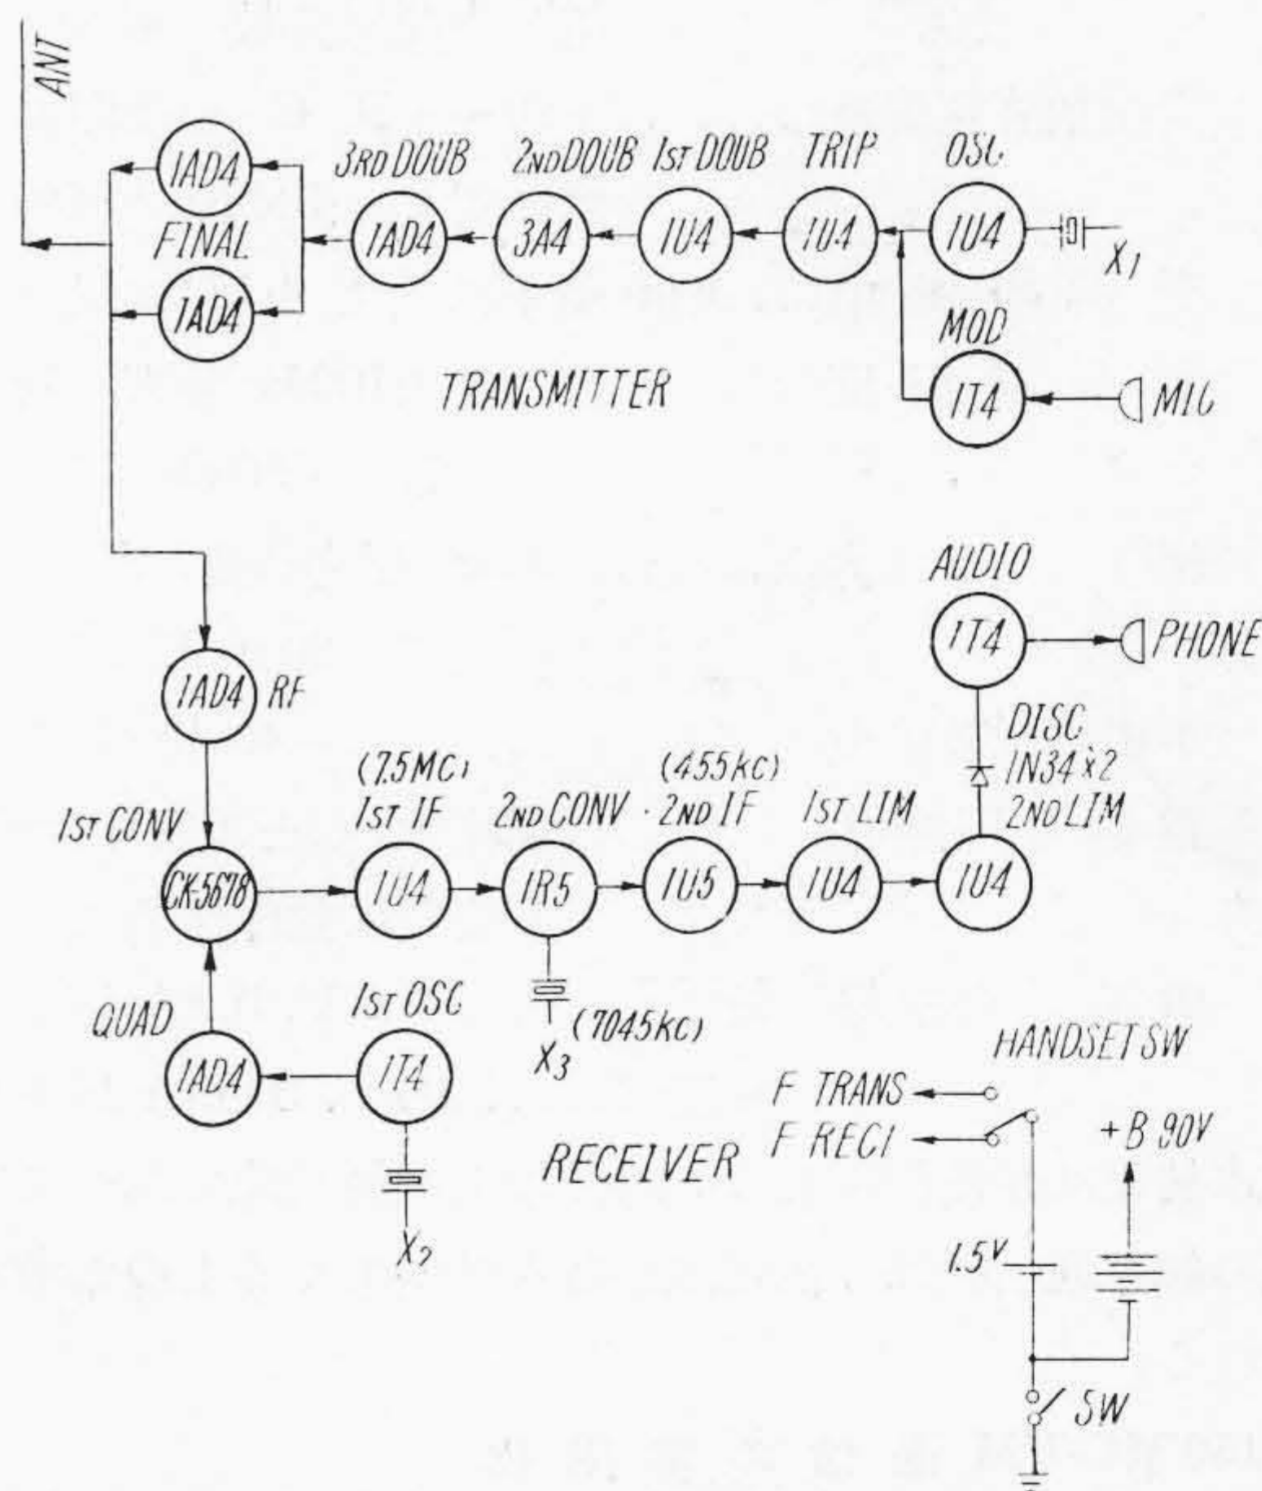 ANT
3RD DOUB 2ND DOUB 1ST DOUB TRIP OSC
1AD4
1AD4 3A4 1U4 1U4 1U4
FINAL
X1
1AD4
MOD
TRANSMITTER
1T4 MIC
AUDIO
1T4 PHONE
1AD4 RF
DISC
(7.5MC) (455kC) 1N34×2
1ST CONV 1ST IF 2ND CONV 2ND IF 1ST LIM 2ND LIM
CK-5678 1U4 1R5 1U5 1U4 1U4
1ST OSC
QUAD (7045kC)
X3
HANDSET SW
1AD4 1T4
F TRANS
F RECI +B 90V
RECEIVER
X2
1.5V
SW